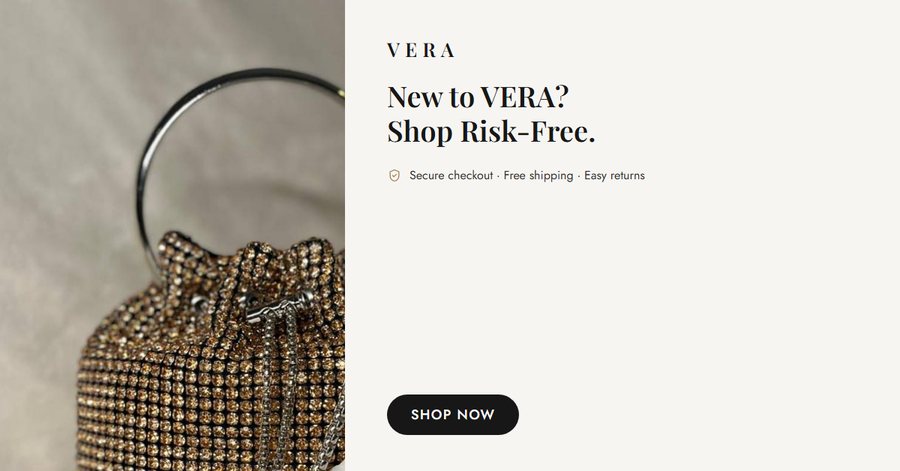 VERA
New to VERA?
Shop Risk-Free.
Secure checkout · Free shipping · Easy returns
SHOP NOW